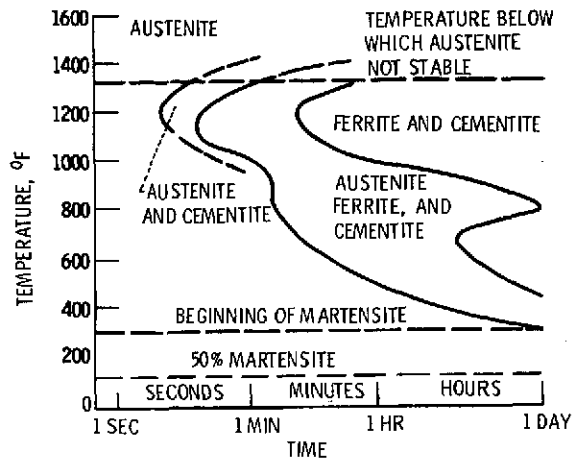 AUSTENITE
TEMPERATURE BELOW
WHICH AUSTENITE
NOT STABLE
FERRITE AND CEMENTITE
AUSTENITE
AND CEMENTITE
AUSTENITE
FERRITE, AND
CEMENTITE
BEGINNING OF MARTENSITE
50% MARTENSITE
TEMPERATURE, ºF
1600
1400
1200
1000
800
600
400
200
0
SECONDS
MINUTES
HOURS
1 SEC
1 MIN
1 HR
1 DAY
TIME